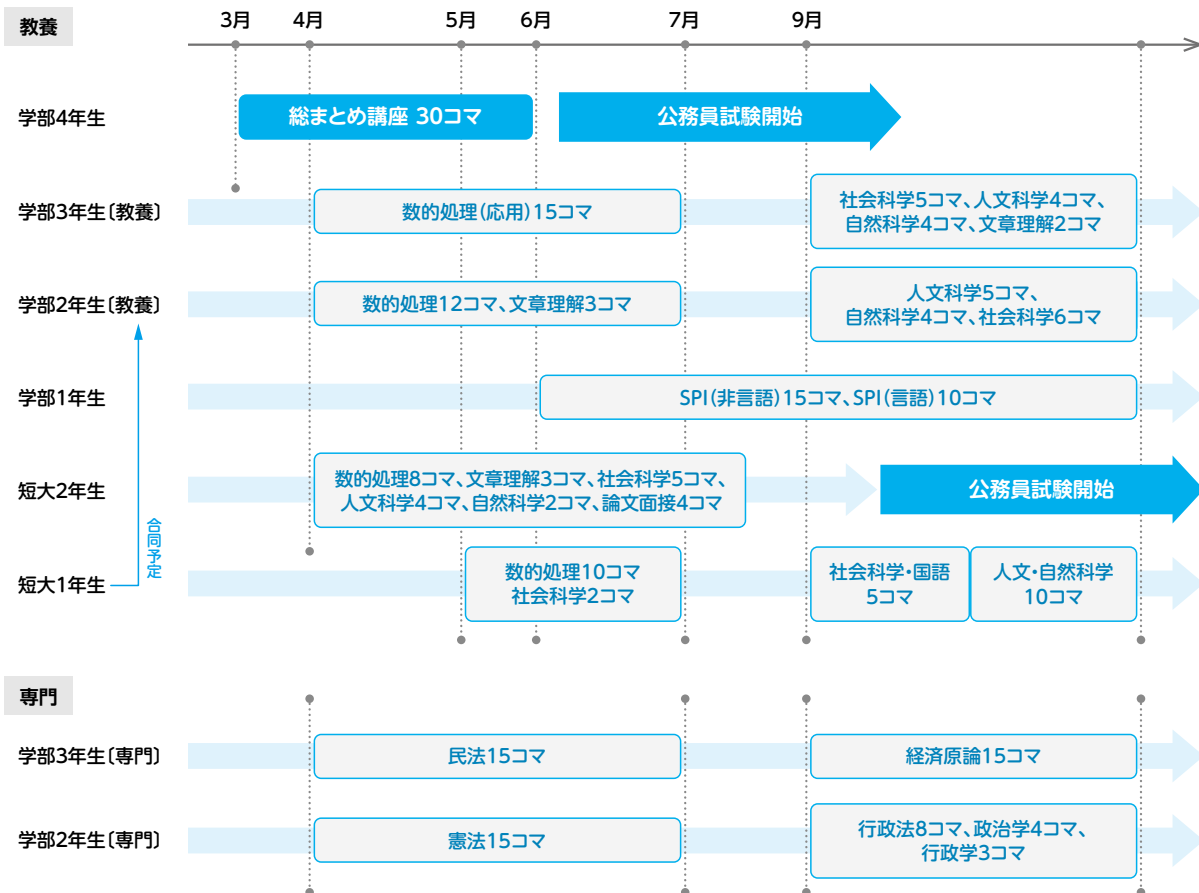 教養
3月 4月 5月 6月 7月 9月
学部4年生
総まとめ講座 30コマ
公務員試験開始
学部3年生〔教養〕
数的処理(応用)15コマ
社会科学5コマ、人文科学4コマ、
自然科学4コマ、文章理解2コマ
学部2年生〔教養〕
数的処理12コマ、文章理解3コマ
人文科学5コマ、
自然科学4コマ、社会科学6コマ
学部1年生
SPI(非言語)15コマ、SPI(言語)10コマ
短大2年生
数的処理8コマ、文章理解3コマ、社会科学5コマ、
人文科学4コマ、自然科学2コマ、論文面接4コマ
公務員試験開始
合同予定
短大1年生
数的処理10コマ
社会科学2コマ
社会科学・国語
5コマ
人文・自然科学
10コマ
専門
学部3年生〔専門〕
民法15コマ
経済原論15コマ
学部2年生〔専門〕
憲法15コマ
行政法8コマ、政治学4コマ、
行政学3コマ